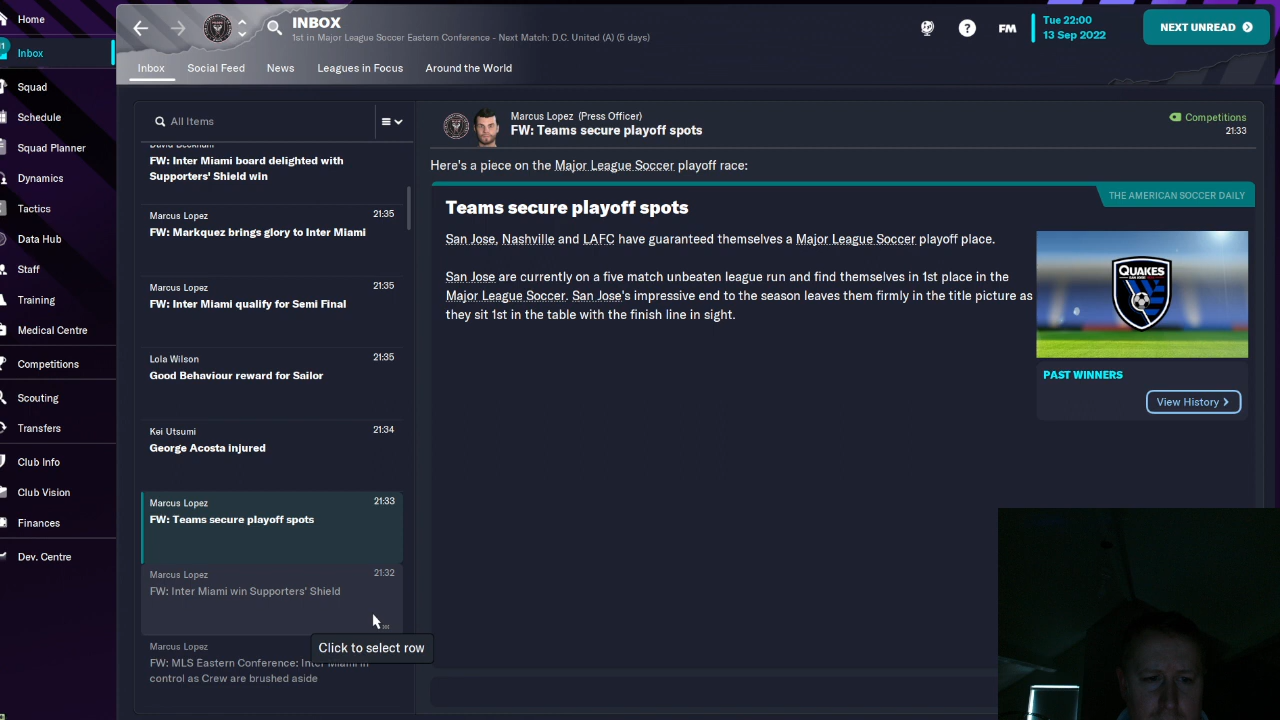 Home
Inbox
Squad
Schedule
Squad Planner
Dynamics
Tactics
Data Hub
Staff
Training
Medical Centre
Competitions
Scouting
Transfers
Club Info
Club Vision
Finances
Dev. Centre
INBOX
1st in Major League Soccer Eastern Conference - Next Match: D.C. United (A) (5 days)
FM
Tue 22:00
13 Sep 2022
NEXT UNREAD
Inbox
Social Feed
News
Leagues in Focus
Around the World
All Items
David Beckham
FW: Inter Miami board delighted with
Supporters' Shield win
Marcus Lopez 21:35
FW: Markquez brings glory to Inter Miami
Marcus Lopez 21:35
FW: Inter Miami qualify for Semi Final
Lola Wilson 21:35
Good Behaviour reward for Sailor
Kei Utsumi 21:34
George Acosta injured
Marcus Lopez 21:33
FW: Teams secure playoff spots
Marcus Lopez 21:32
FW: Inter Miami win Supporters' Shield
Click to select row
Marcus Lopez
FW: MLS Eastern Conference: Inter Miami in
control as Crew are brushed aside
Marcus Lopez (Press Officer)
FW: Teams secure playoff spots
Competitions
21:33
Here's a piece on the Major League Soccer playoff race:
THE AMERICAN SOCCER DAILY
Teams secure playoff spots
San Jose, Nashville and LAFC have guaranteed themselves a Major League Soccer playoff place.
San Jose are currently on a five match unbeaten league run and find themselves in 1st place in the
Major League Soccer. San Jose's impressive end to the season leaves them firmly in the title picture as
they sit 1st in the table with the finish line in sight.
QUAKES
PAST WINNERS
View History